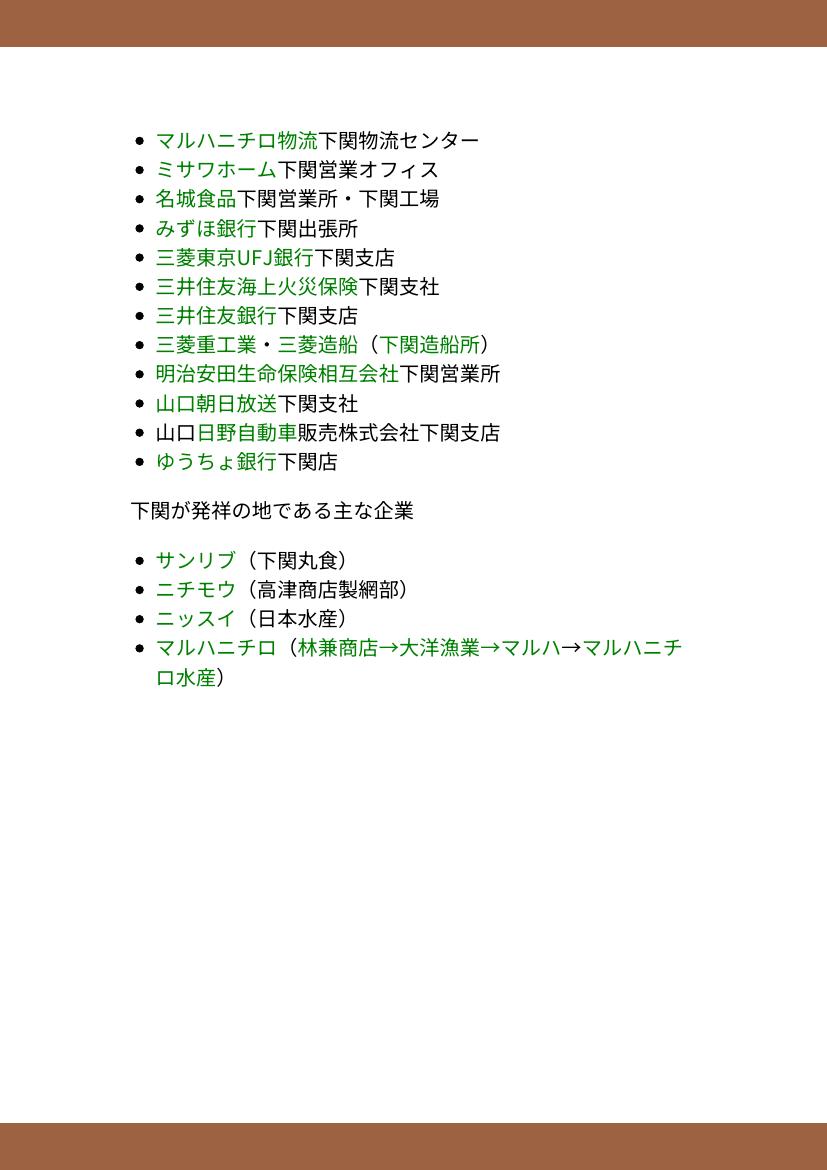 マルハニチロ物流下関物流センター
ミサワホーム下関営業オフィス
名城食品下関営業所・下関工場
みずほ銀行下関出張所
三菱東京UFJ銀行下関支店
三井住友海上火災保険下関支社
三井住友銀行下関支店
三菱重工業・三菱造船（下関造船所）
明治安田生命保険相互会社下関営業所
山口朝日放送下関支社
山口日野自動車販売株式会社下関支店
ゆうちょ銀行下関店
下関が発祥の地である主な企業
サンリブ（下関丸食）
ニチモウ（高津商店製網部）
ニッスイ（日本水産）
マルハニチロ（林兼商店→大洋漁業→マルハ→マルハニチ
ロ水産）